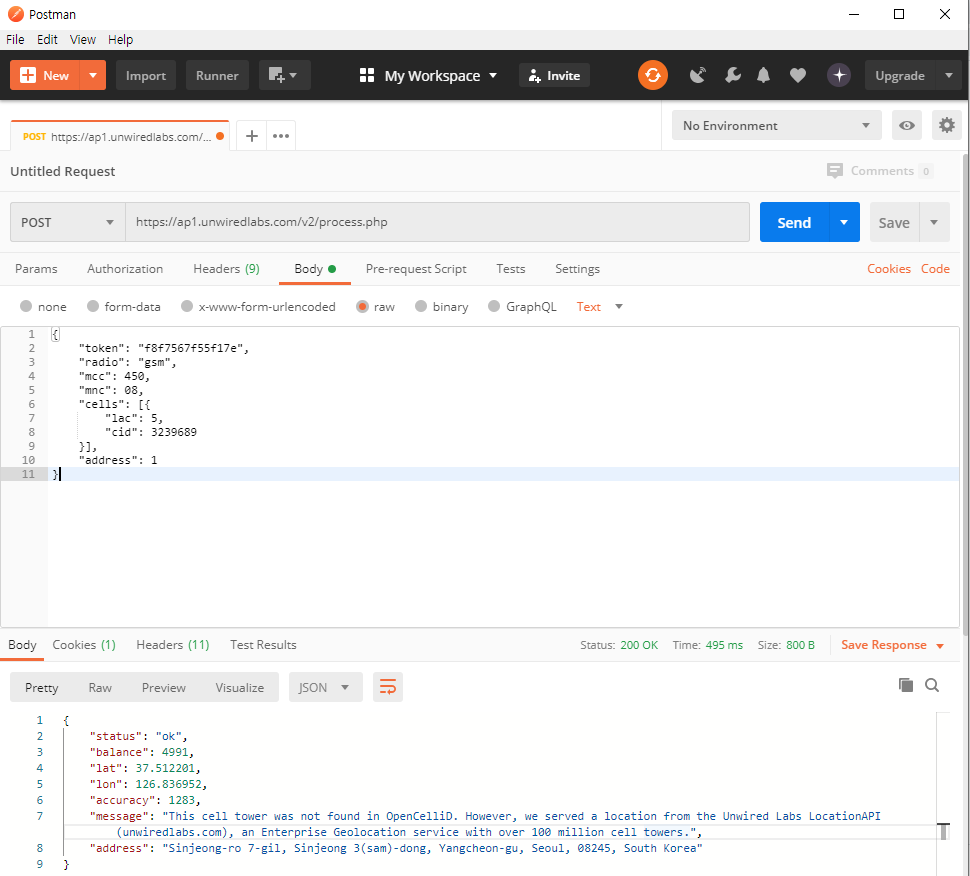 Postman
File Edit View Help
New Import Runner My Workspace Invite Upgrade
POST https://ap1.unwiredlabs.com/... + ••• No Environment
Untitled Request Comments 0
POST https://ap1.unwiredlabs.com/v2/process.php Send Save
Params Authorization Headers (9) Body Pre-request Script Tests Settings Cookies Code
none form-data x-www-form-urlencoded raw binary GraphQL Text
1 {
2 "token": "f8f7567f55f17e",
3 "radio": "gsm",
4 "mcc": 450,
5 "mnc": 08,
6 "cells": [{
7 "lac": 5,
8 "cid": 3239689
9 }],
10 "address": 1
11 }
Body Cookies (1) Headers (11) Test Results Status: 200 OK Time: 495 ms Size: 800 B Save Response
Pretty Raw Preview Visualize JSON
1 {
2 "status": "ok",
3 "balance": 4991,
4 "lat": 37.512201,
5 "lon": 126.836952,
6 "accuracy": 1283,
7 "message": "This cell tower was not found in OpenCelliD. However, we served a location from the Unwired Labs LocationAPI
(unwiredlabs.com), an Enterprise Geolocation service with over 100 million cell towers.",
8 "address": "Sinjeong-ro 7-gil, Sinjeong 3(sam)-dong, Yangcheon-gu, Seoul, 08245, South Korea"
9 }